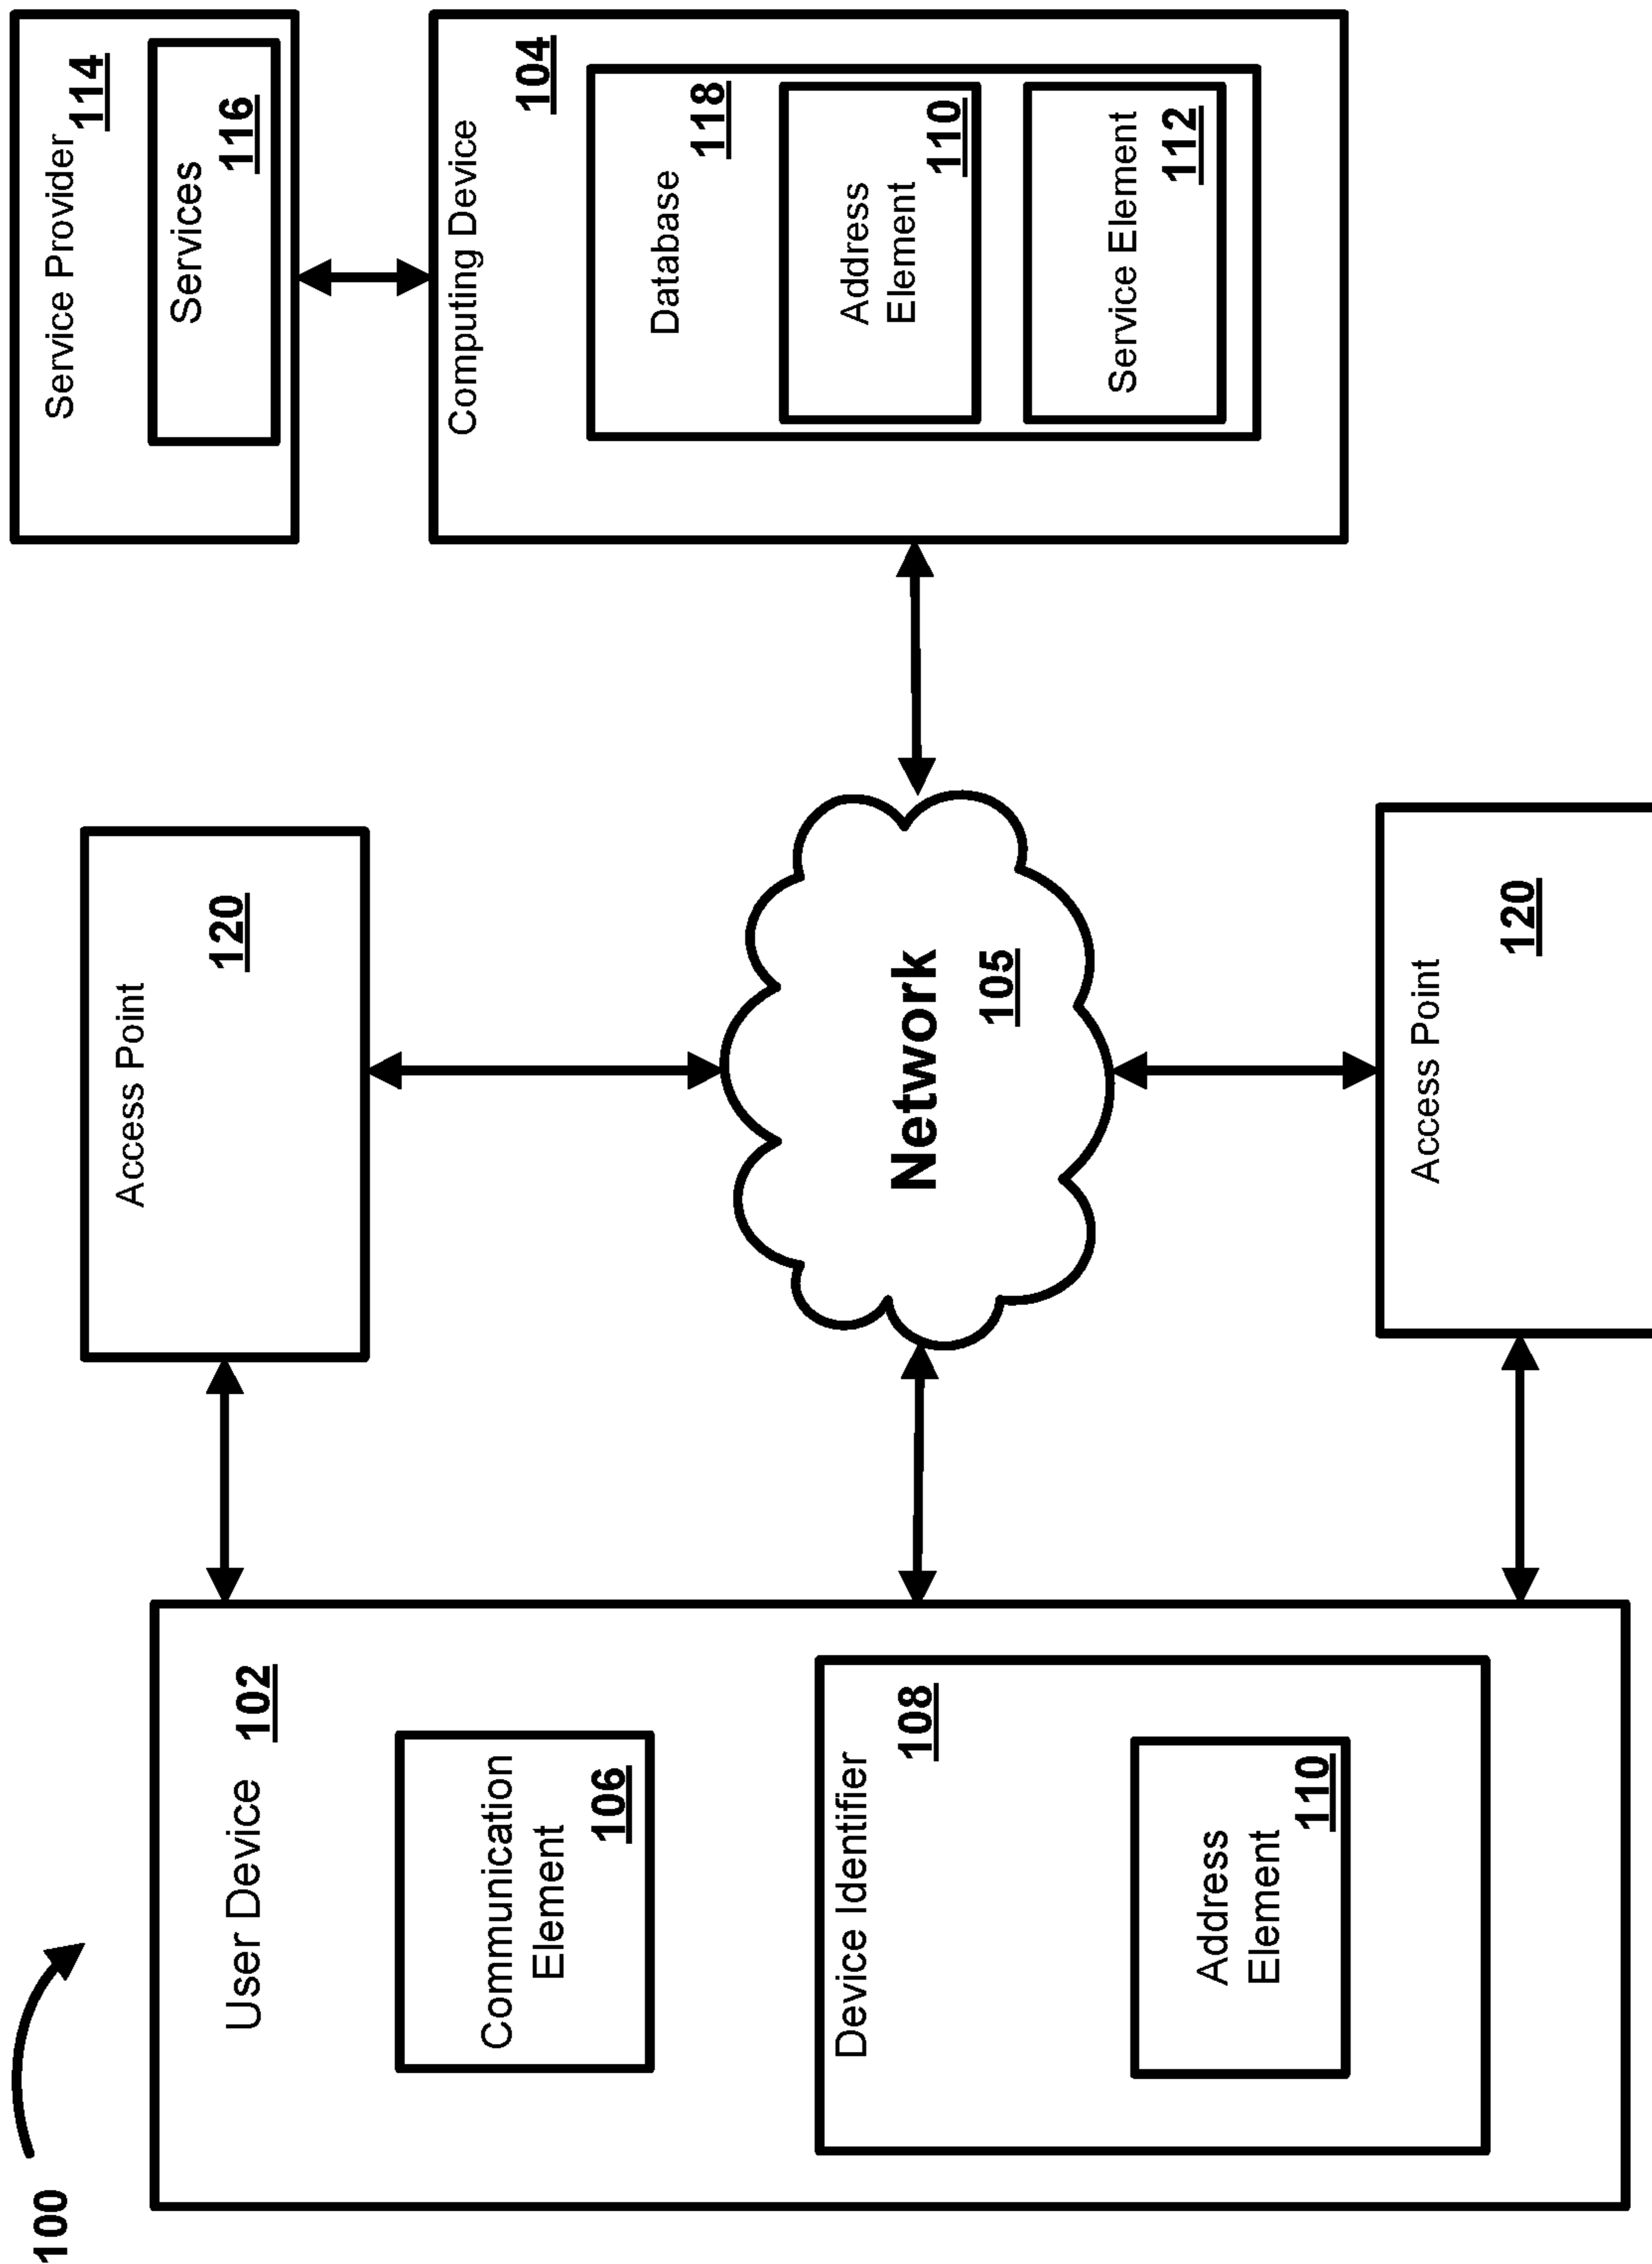 100
User Device 102
Communication
Element
106
Device Identifier
108
Address
Element
110
Access Point
120
Network
105
Access Point
120
Service Provider
114
Services
116
Computing Device
104
Database
118
Address
Element
110
Service Element
112